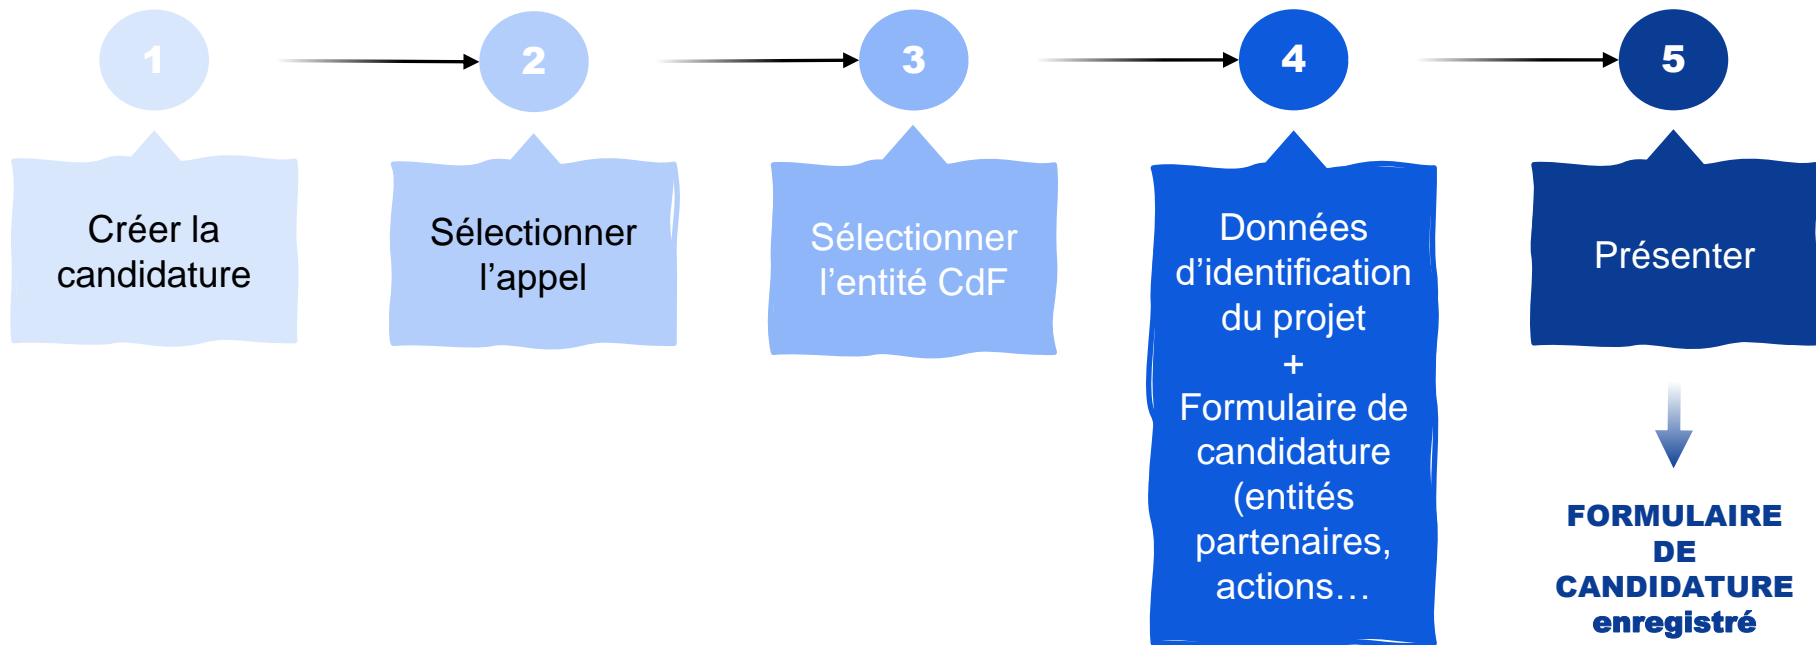 1
2
3
4
5
Créer la
candidature
Sélectionner
l’appel
Sélectionner
l’entité CdF
Données
d’identification
du projet
+
Formulaire de
candidature
(entités
partenaires,
actions…
Présenter
FORMULAIRE
DE
CANDIDATURE
enregistré